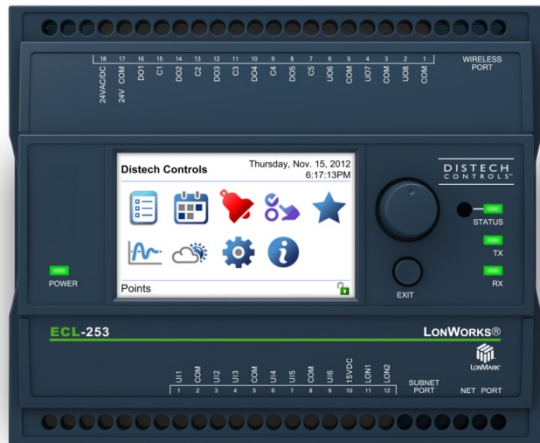 18 17 16 15 14 13 12 11 10 9 8 7 6 5 4 3 2 1
24VAC/DC 24V COM DO1 C1 DO2 C2 DO3 C3 DO4 C4 DO5 C5 UO6 COM UO7 COM UO8 COM
WIRELESS
PORT
Distech Controls
Thursday, Nov. 15, 2012
6:17:13PM
DISTECH
CONTROLS™
STATUS
TX
RX
POWER
EXIT
Points
ECL-253
LONWORKS®
LONMARK
UI1 COM UI2 UI3 COM UI4 UI5 COM UI6 15VDC LON1 LON2
1 2 3 4 5 6 7 8 9 10 11 12
SUBNET
PORT
NET PORT